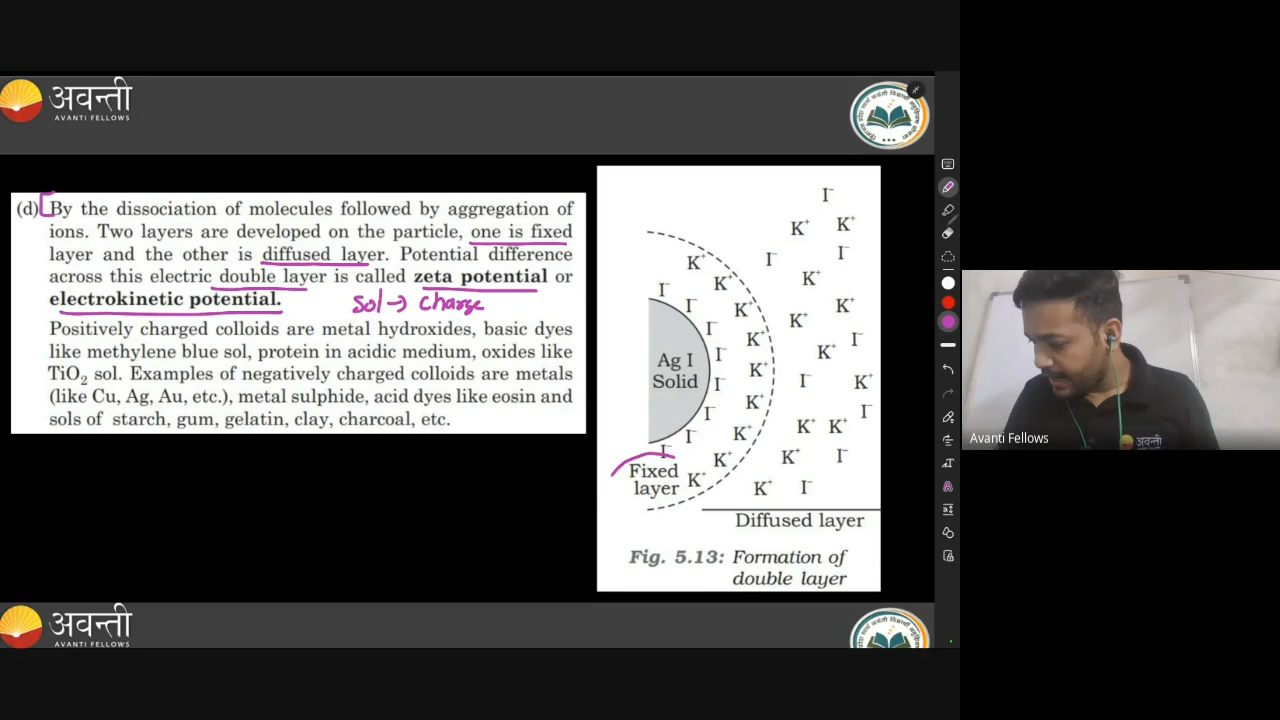 अवन्ती
AVANTI FELLOWS
(d) By the dissociation of molecules followed by aggregation of
ions. Two layers are developed on the particle, one is fixed
layer and the other is diffused layer. Potential difference
across this electric double layer is called zeta potential or
electrokinetic potential.
Sol → Charge
Positively charged colloids are metal hydroxides, basic dyes
like methylene blue sol, protein in acidic medium, oxides like
TiO₂ sol. Examples of negatively charged colloids are metals
(like Cu, Ag, Au, etc.), metal sulphide, acid dyes like eosin and
sols of starch, gum, gelatin, clay, charcoal, etc.
I⁻
K⁺ K⁺
I⁻ I⁻
K⁺ K⁺
I⁻ K⁺
I⁻ K⁺ K⁺
I⁻ K⁺ K⁺ I⁻
Ag I I⁻ K⁺ K⁺
Solid I⁻ I⁻ K⁺
I⁻ K⁺ I⁻
I⁻ K⁺ K⁺ K⁺
I⁻ K⁺ K⁺ I⁻
Fixed
layer K⁺ K⁺ I⁻
Diffused layer
Fig. 5.13: Formation of
double layer
अवन्ती
AVANTI FELLOWS
अवन्ती
Avanti Fellows